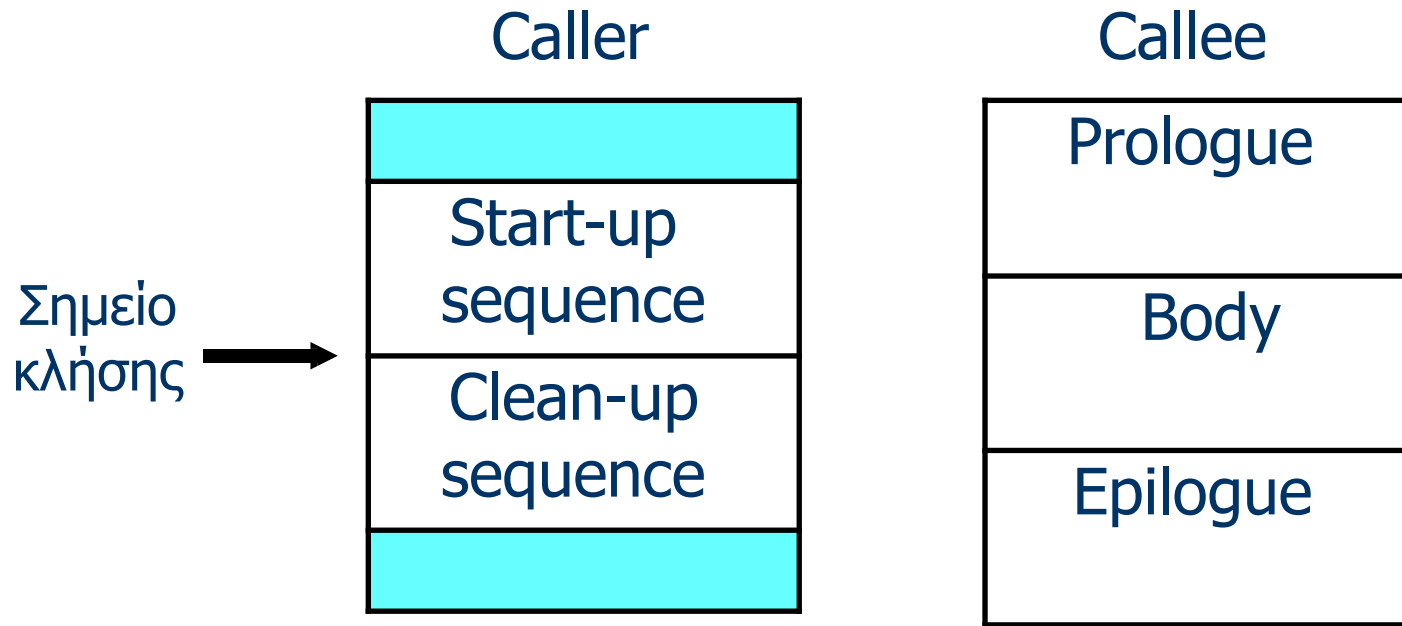 Caller
Callee
Prologue
Start-up
sequence
Σημείο
κλήσης
Body
Clean-up
sequence
Epilogue